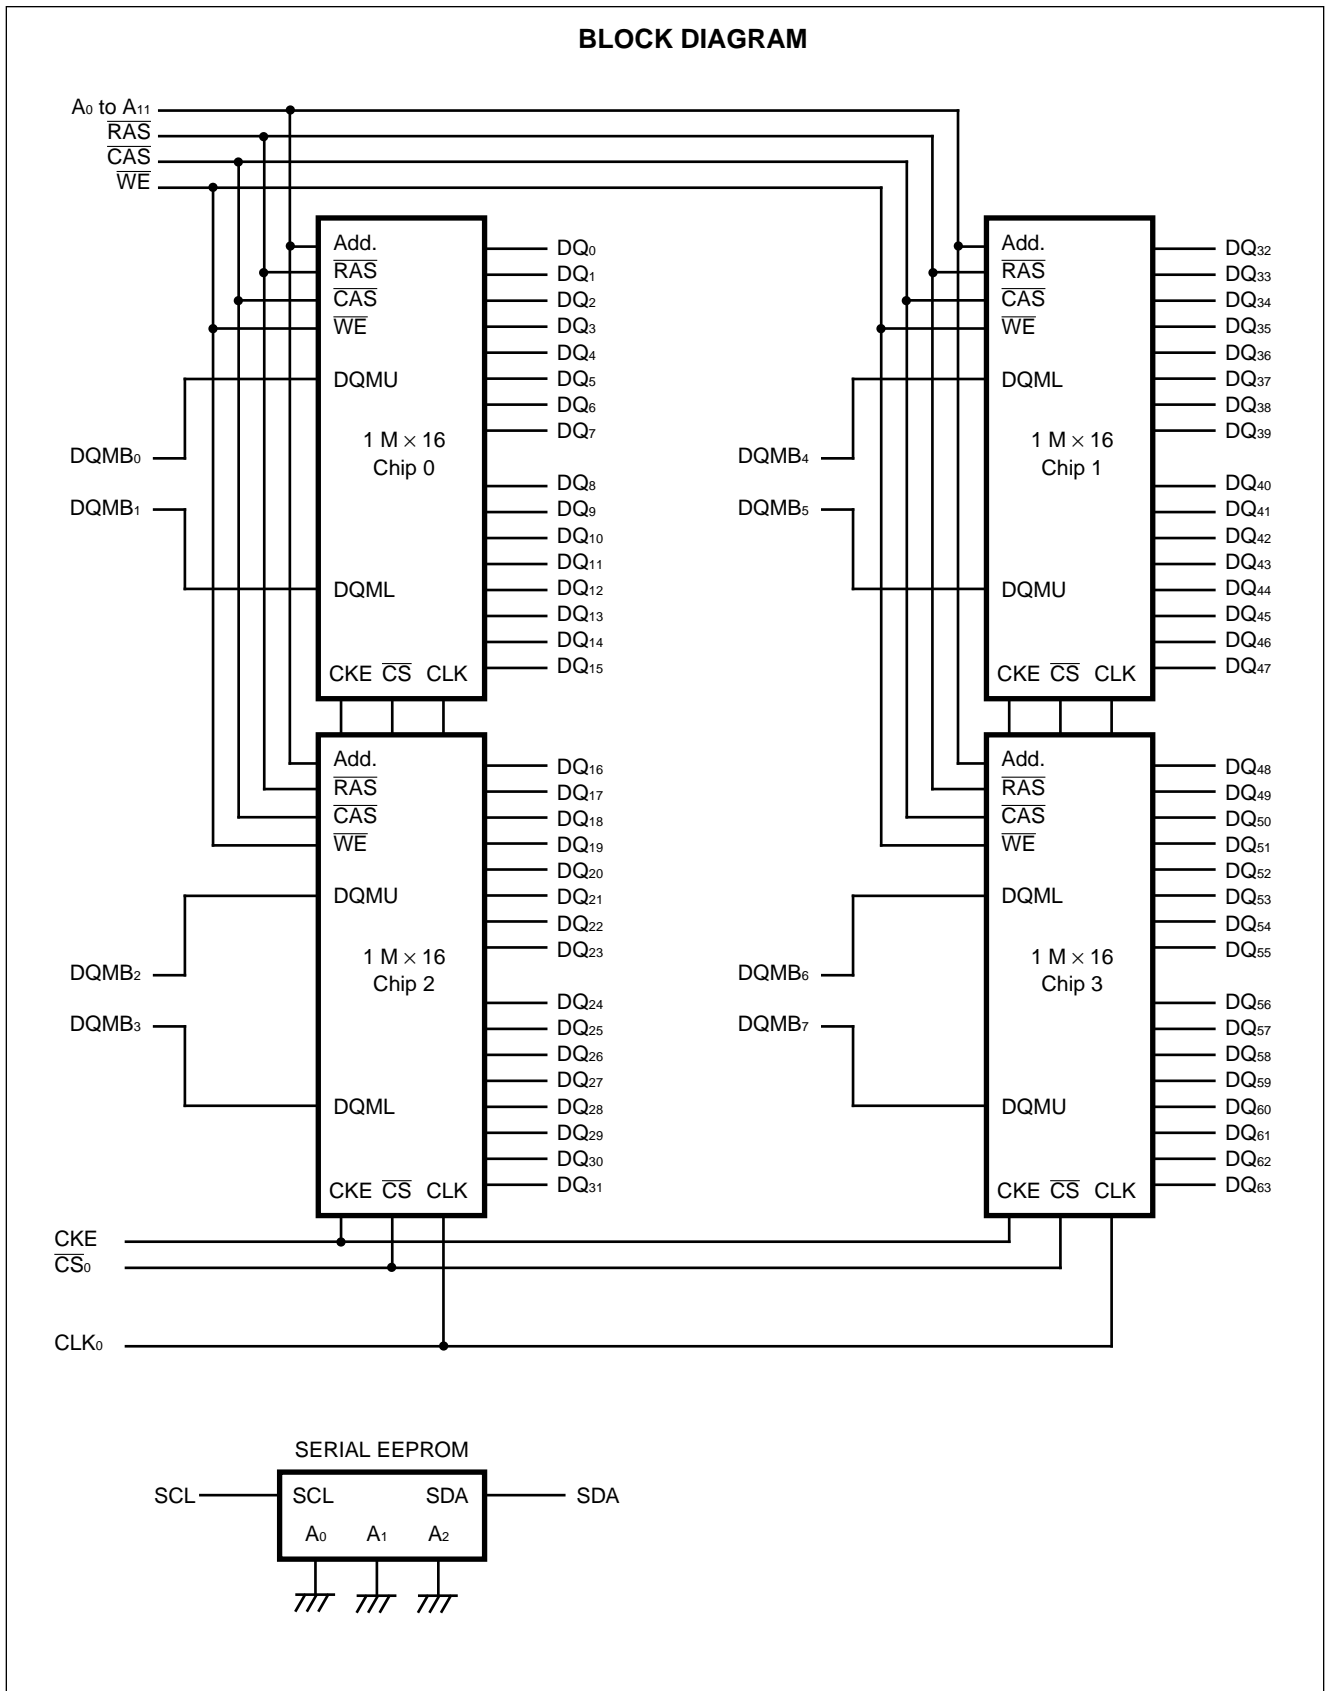 BLOCK DIAGRAM
A0 to A11
RAS
CAS
WE
Add.
RAS
CAS
WE
DQMU
1 M × 16
Chip 0
DQML
CKE CS CLK
DQMB0
DQMB1
DQ0
DQ1
DQ2
DQ3
DQ4
DQ5
DQ6
DQ7
DQ8
DQ9
DQ10
DQ11
DQ12
DQ13
DQ14
DQ15
Add.
RAS
CAS
WE
DQML
1 M × 16
Chip 1
DQMU
CKE CS CLK
DQMB4
DQMB5
DQ32
DQ33
DQ34
DQ35
DQ36
DQ37
DQ38
DQ39
DQ40
DQ41
DQ42
DQ43
DQ44
DQ45
DQ46
DQ47
Add.
RAS
CAS
WE
DQMU
1 M × 16
Chip 2
DQML
CKE CS CLK
DQMB2
DQMB3
DQ16
DQ17
DQ18
DQ19
DQ20
DQ21
DQ22
DQ23
DQ24
DQ25
DQ26
DQ27
DQ28
DQ29
DQ30
DQ31
Add.
RAS
CAS
WE
DQML
1 M × 16
Chip 3
DQMU
CKE CS CLK
DQMB6
DQMB7
DQ48
DQ49
DQ50
DQ51
DQ52
DQ53
DQ54
DQ55
DQ56
DQ57
DQ58
DQ59
DQ60
DQ61
DQ62
DQ63
CKE
CS0
CLK0
SERIAL EEPROM
SCL
SCL SDA
SDA
A0 A1 A2